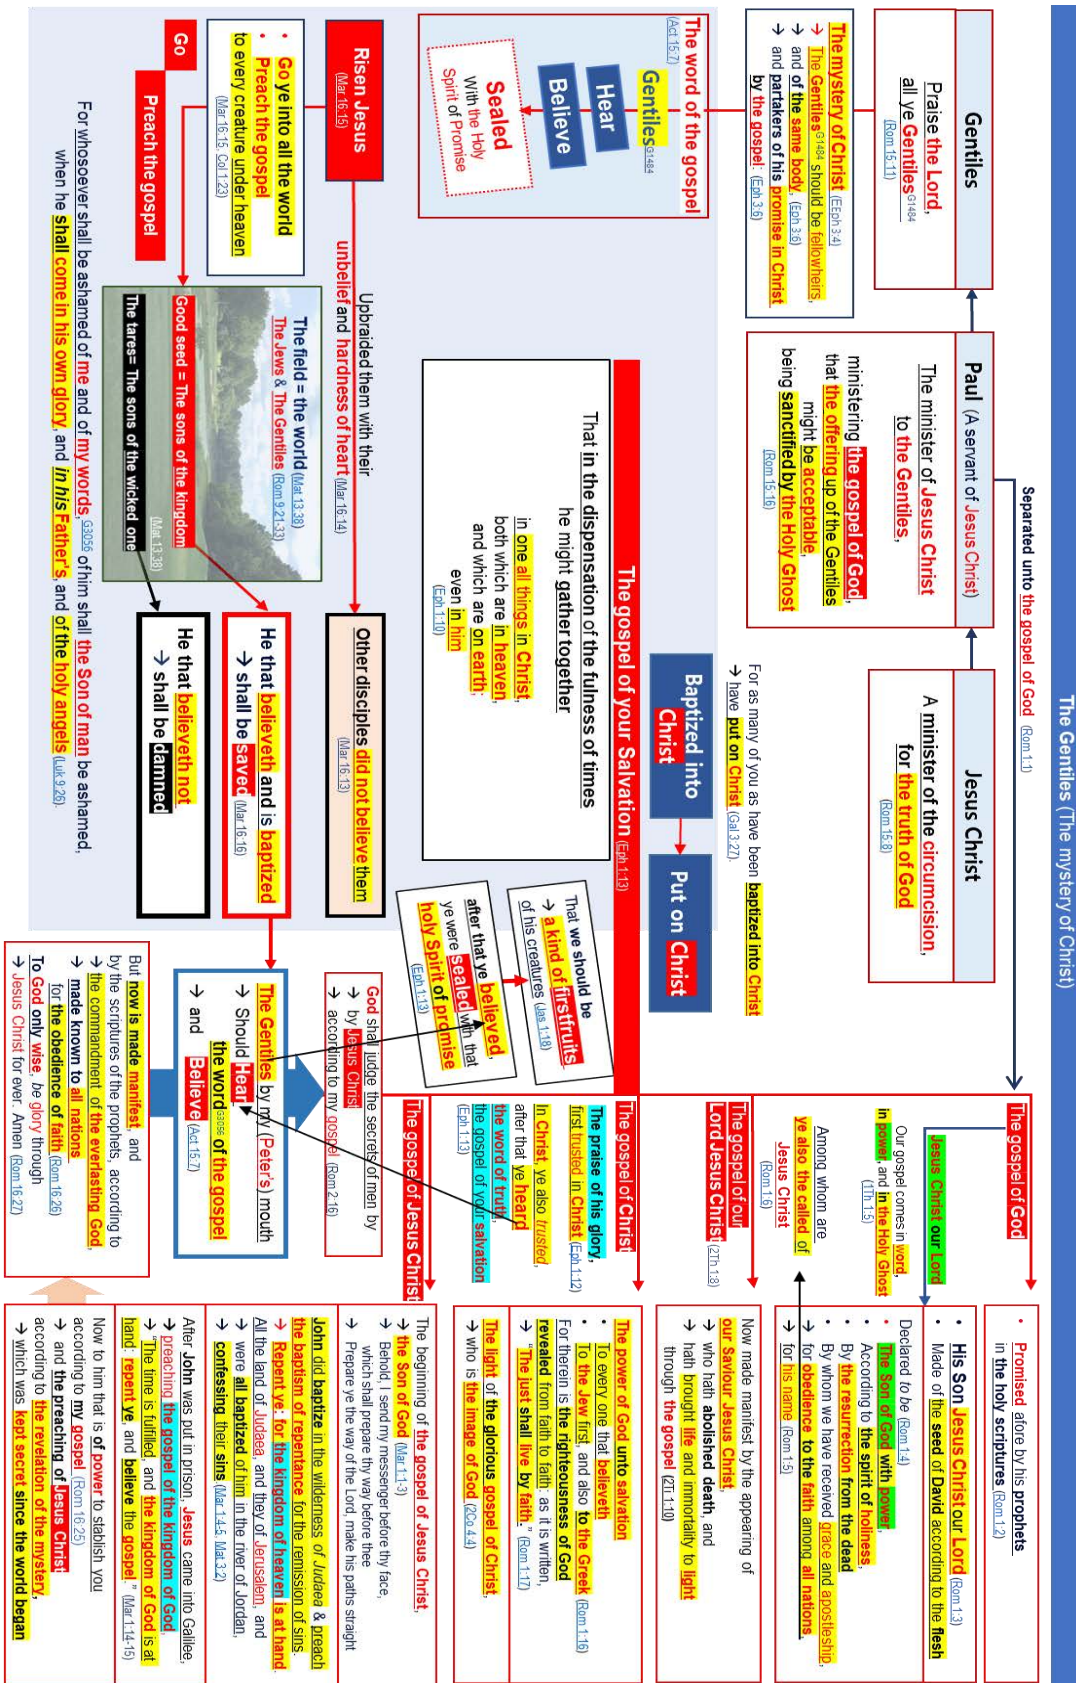 The Gentiles (The mystery of Christ)
Gentiles
Praise the Lord,
all ye Gentiles G1484
(Rom 15:11)
Paul (A servant of Jesus Christ)
The minister of Jesus Christ
to the Gentiles,
ministering the gospel of God,
that the offering up of the Gentiles
might be acceptable,
being sanctified by the Holy Ghost
(Rom 15:16)
Jesus Christ
A minister of the circumcision,
for the truth of God
(Rom 15:8)
Separated unto the gospel of God (Rom 1:1)
The mystery of Christ (EEph 3:4)
→ The Gentiles G1484 should be fellowheirs,
→ and of the same body, (Eph 3:6)
→ and partakers of his promise in Christ
by the gospel: (Eph 3:6)
The word of the gospel
(Act 15:7)
Gentiles G1484
Hear
Believe
Sealed
With the Holy
Spirit of Promise
For as many of you as have been baptized into Christ
→ have put on Christ (Gal 3:27).
Baptized into
Christ
Put on Christ
The gospel of your Salvation (Eph 1:13)
That in the dispensation of the fulness of times
he might gather together
in one all things in Christ,
both which are in heaven,
and which are on earth;
even in him
(Eph 1:10)
That we should be
→ a kind of firstfruits
of his creatures (Jas 1:18)
after that ye believed,
ye were sealed with that
holy Spirit of promise
(Eph 1:13)
Risen Jesus
(Mar 16:15)
Upbraided them with their
unbelief and hardness of heart (Mar 16:14)
Other disciples did not believe them
(Mar 16:13)
• Go ye into all the world
• Preach the gospel
to every creature under heaven
(Mar 16:15, Col 1:23)
Go
Preach the gospel
The field = the world (Mat 13:38)
The Jews & The Gentiles (Rom 9:21-33)
Good seed = The sons of the kingdom
The tares= The sons of the wicked one
(Mat 13:38)
He that believeth and is baptized
→ shall be saved (Mar 16:16)
He that believeth not
→ shall be damned
For whosoever shall be ashamed of me and of my words, G3056 of him shall the Son of man be ashamed,
when he shall come in his own glory, and in his Father's, and of the holy angels (Luk 9:26).
The gospel of God
Jesus Christ our Lord
Our gospel comes in word,
in power, and in the Holy Ghost
(1Th 1:5)
Among whom are
ye also the called of
Jesus Christ
(Rom 1:6)
• Promised afore by his prophets
in the holy scriptures (Rom 1:2)
• His Son Jesus Christ our Lord (Rom 1:3)
• Made of the seed of David according to the flesh
Declared to be (Rom 1:4)
• The Son of God with power,
• According to the spirit of holiness,
• By the resurrection from the dead
• By whom we have received grace and apostleship,
→ for obedience to the faith among all nations,
→ for his name (Rom 1:5)
The gospel of our
Lord Jesus Christ (2Th 1:8)
Now made manifest by the appearing of
our Saviour Jesus Christ,
→ who hath abolished death, and
→ hath brought life and immortality to light
through the gospel (2Ti 1:10)
The gospel of Christ
The praise of his glory,
first trusted in Christ (Eph 1:12)
In Christ, ye also trusted,
after that ye heard
the word of truth,
the gospel of your salvation
(Eph 1:13)
The power of God unto salvation
• To every one that believeth
• To the Jew first, and also to the Greek (Rom 1:16)
For therein is the righteousness of God
revealed from faith to faith: as it is written,
→ "The just shall live by faith." (Rom 1:17)
The light of the glorious gospel of Christ,
→ who is the image of God (2Co 4:4)
The gospel of Jesus Christ
The beginning of the gospel of Jesus Christ,
→ the Son of God (Mar 1:1-3)
→ Behold, I send my messenger before thy face,
which shall prepare thy way before thee
→ Prepare ye the way of the Lord, make his paths straight
John did baptize in the wilderness of Judaea & preach
the baptism of repentance for the remission of sins.
→ Repent ye: for the kingdom of heaven is at hand.
All the land of Judaea, and they of Jerusalem, and
→ were all baptized of him in the river of Jordan,
→ confessing their sins (Mar 1:4-5, Mat 3:2)
After John was put in prison, Jesus came into Galilee,
→ preaching the gospel of the kingdom of God,
→ "The time is fulfilled, and the kingdom of God is at
hand: repent ye, and believe the gospel." (Mar 1:14-15)
God shall judge the secrets of men by
→ by Jesus Christ
→ according to my gospel (Rom 2:16)
The Gentiles by my (Peter's) mouth
→ Should Hear
the word G3056 of the gospel
→ and Believe (Act 15:7)
But now is made manifest, and
by the scriptures of the prophets, according to
→ the commandment of the everlasting God,
→ made known to all nations
for the obedience of faith (Rom 16:26)
To God only wise, be glory through
→ Jesus Christ for ever. Amen (Rom 16:27)
Now to him that is of power to stablish you
according to my gospel (Rom 16:25)
→ and the preaching of Jesus Christ
according to the revelation of the mystery,
→ which was kept secret since the world began